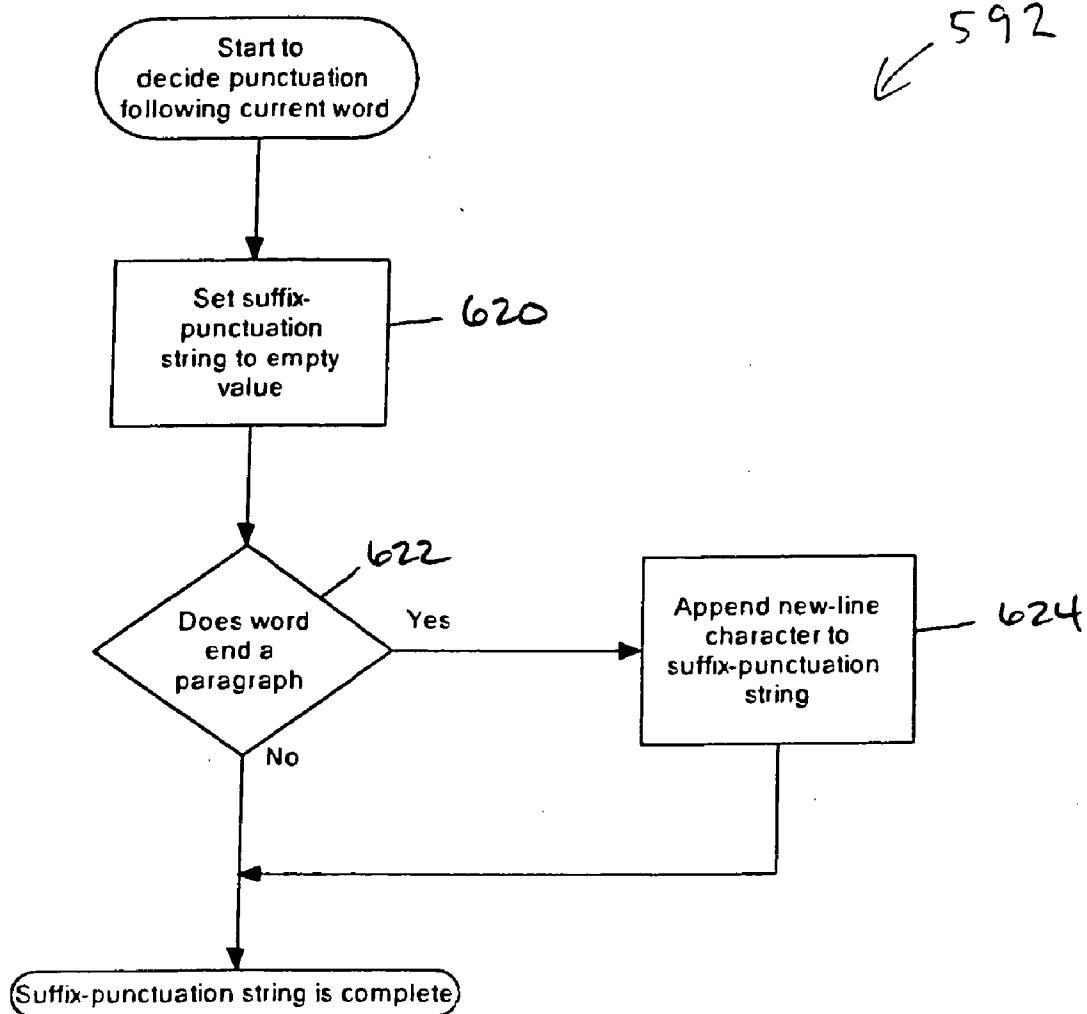 592
Start to
decide punctuation
following current word
Set suffix-
punctuation
string to empty
value
620
622
Does word
end a
paragraph
Yes
No
Append new-line
character to
suffix-punctuation
string
624
Suffix-punctuation string is complete